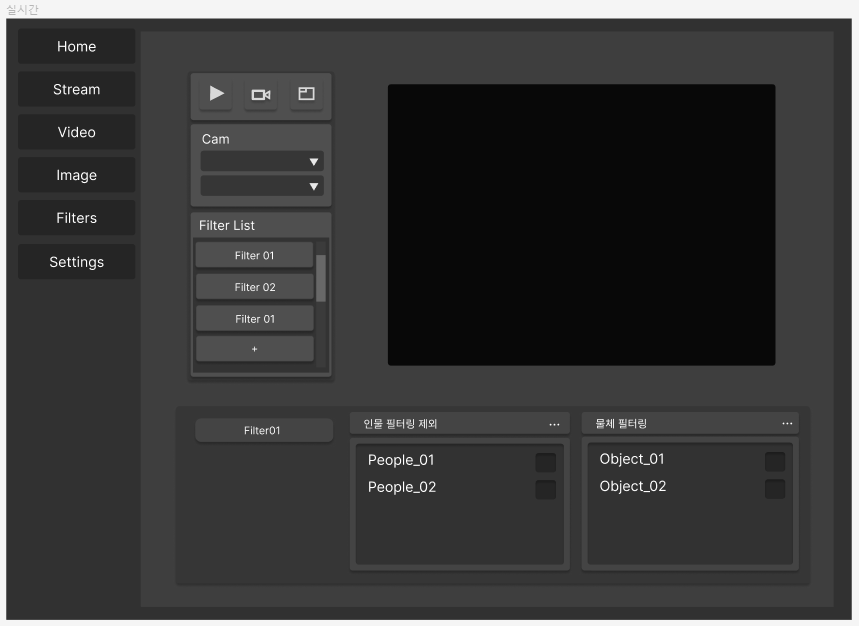 실시간
Home
Stream
Video
Image
Filters
Settings
Cam
Filter List
Filter 01
Filter 02
Filter 01
+
Filter01
인물 필터링 제외 ...
People_01
People_02
물체 필터링 ...
Object_01
Object_02